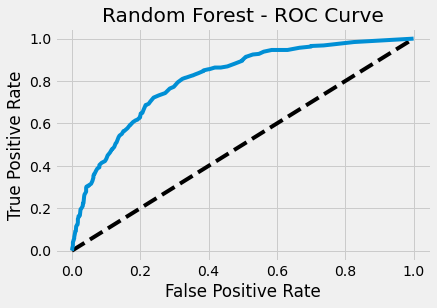 Random Forest - ROC Curve
1.0
0.8
0.6
0.4
0.2
0.0
True Positive Rate
0.0 0.2 0.4 0.6 0.8 1.0
False Positive Rate